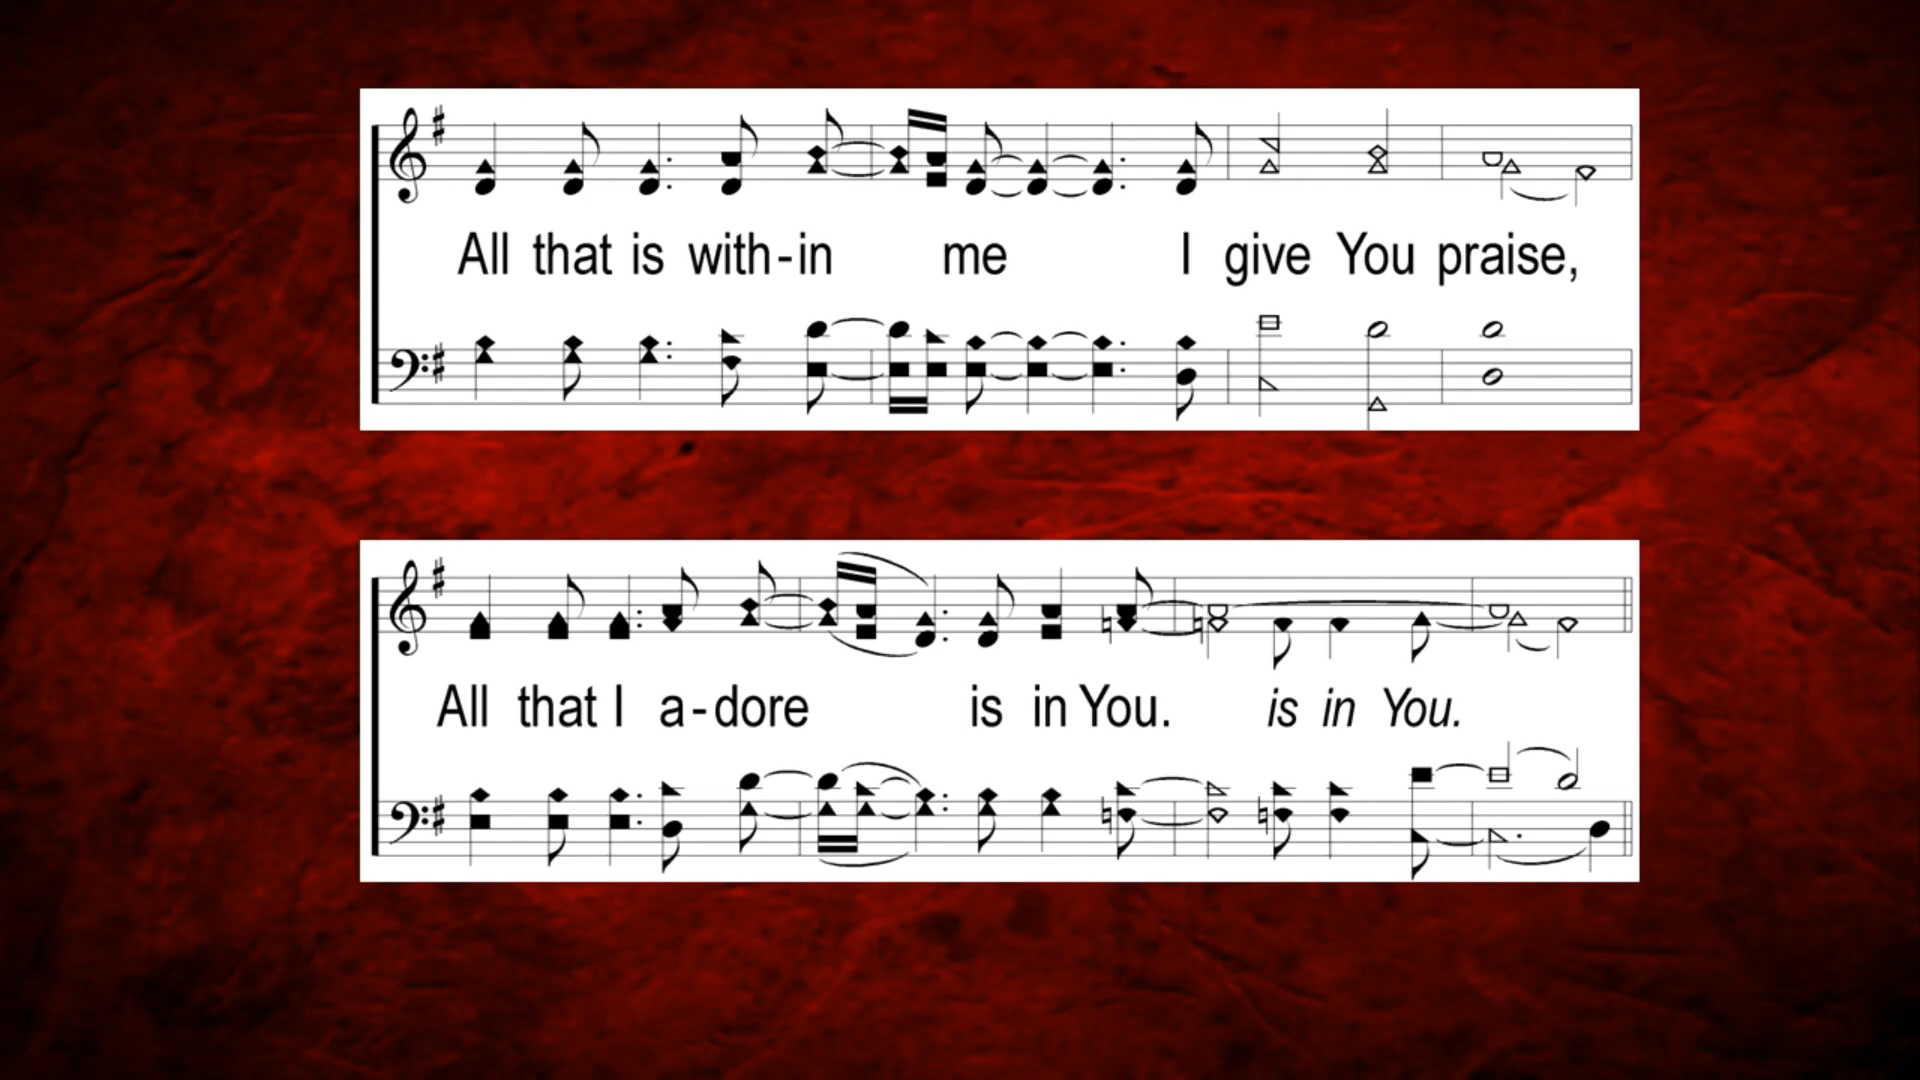 All that is with-in me I give You praise,
All that I a-dore is in You. is in You.